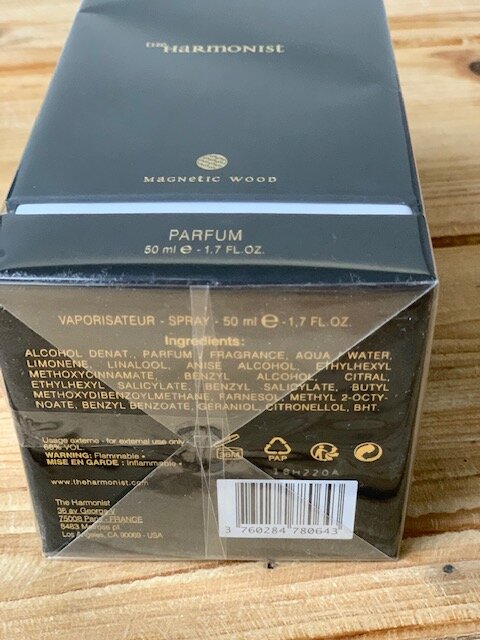 THE HARMONIST
MAGNETIC WOOD
PARFUM
50 ml e - 1.7 FL.OZ.
VAPORISATEUR - SPRAY - 50 ml e - 1,7 FL. OZ.
Ingredients:
ALCOHOL DENAT., PARFUM / FRAGRANCE, AQUA / WATER,
LIMONENE, LINALOOL, ANISE ALCOHOL, ETHYLHEXYL
METHOXYCINNAMATE, BENZYL ALCOHOL, CITRAL,
ETHYLHEXYL SALICYLATE, BENZYL SALICYLATE, BUTYL
METHOXYDIBENZOYLMETHANE, FARNESOL, METHYL 2-OCTY-
NOATE, BENZYL BENZOATE, GERANIOL, CITRONELLOL, BHT.
Usage externe - for external use only
66% VOL.
WARNING: Flammable •
MISE EN GARDE : Inflammable •
www.theharmonist.com
36M
PAP
18H220A
The Harmonist
36 av George V
75008 Paris - FRANCE
8483 Melrose pl.
Los Angeles, CA 90069 - USA
3 760284 780643